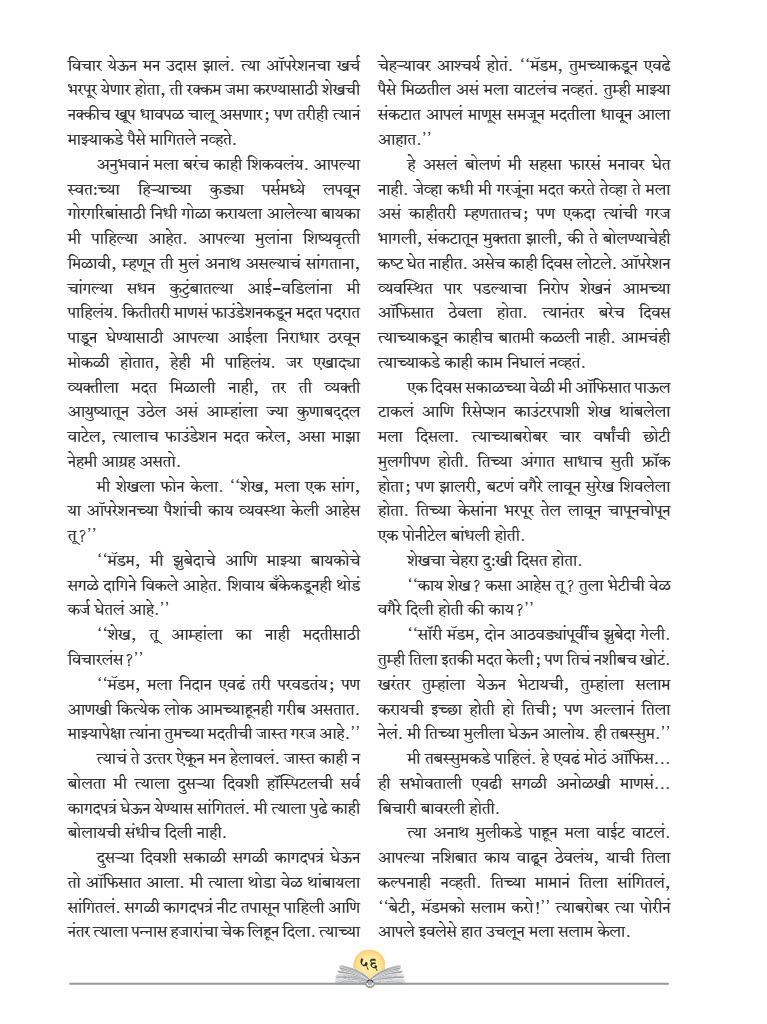 विचार येऊन मन उदास झालं. त्या ऑपरेशनचा खर्च
भरपूर येणार होता, ती रक्कम जमा करण्यासाठी शेखची
नक्कीच खूप धावपळ चालू असणार; पण तरीही त्यानं
माझ्याकडे पैसे मागितले नव्हते.
अनुभवानं मला बरंच काही शिकवलंय. आपल्या
स्वत:च्या हिऱ्याच्या कुड्या पर्समध्ये लपवून
गोरगरिबांसाठी निधी गोळा करायला आलेल्या बायका
मी पाहिल्या आहेत. आपल्या मुलांना शिष्यवृत्ती
मिळावी, म्हणून ती मुलं अनाथ असल्याचं सांगताना,
चांगल्या सधन कुटुंबातल्या आई-वडिलांना मी
पाहिलंय. कितीतरी माणसं फाउंडेशनकडून मदत पदरात
पाडून घेण्यासाठी आपल्या आईला निराधार ठरवून
मोकळी होतात, हेही मी पाहिलंय. जर एखाद्या
व्यक्तीला मदत मिळाली नाही, तर ती व्यक्ती
आयुष्यातून उठेल असं आम्हांला ज्या कुणाबद्दल
वाटेल, त्यालाच फाउंडेशन मदत करेल, असा माझा
नेहमी आग्रह असतो.
मी शेखला फोन केला. ‘‘शेख, मला एक सांग,
या ऑपरेशनच्या पैशांची काय व्यवस्था केली आहेस
तू?’’
‘‘मॅडम, मी झुबेदाचे आणि माझ्या बायकोचे
सगळे दागिने विकले आहेत. शिवाय बँकेकडूनही थोडं
कर्ज घेतलं आहे.’’
‘‘शेख, तू आम्हांला का नाही मदतीसाठी
विचारलंस?’’
‘‘मॅडम, मला निदान एवढं तरी परवडतंय; पण
आणखी कित्येक लोक आमच्याहूनही गरीब असतात.
माझ्यापेक्षा त्यांना तुमच्या मदतीची जास्त गरज आहे.’’
त्याचं ते उत्तर ऐकून मन हेलावलं. जास्त काही न
बोलता मी त्याला दुसऱ्या दिवशी हॉस्पिटलची सर्व
कागदपत्रं घेऊन येण्यास सांगितलं. मी त्याला पुढे काही
बोलायची संधीच दिली नाही.
दुसऱ्या दिवशी सकाळी सगळी कागदपत्रं घेऊन
तो ऑफिसात आला. मी त्याला थोडा वेळ थांबायला
सांगितलं. सगळी कागदपत्रं नीट तपासून पाहिली आणि
नंतर त्याला पन्नास हजारांचा चेक लिहून दिला. त्याच्या
चेहऱ्यावर आश्चर्य होतं. ‘‘मॅडम, तुमच्याकडून एवढे
पैसे मिळतील असं मला वाटलंच नव्हतं. तुम्ही माझ्या
संकटात आपलं माणूस समजून मदतीला धावून आला
आहात.’’
हे असलं बोलणं मी सहसा फारसं मनावर घेत
नाही. जेव्हा कधी मी गरजूंना मदत करते तेव्हा ते मला
असं काहीतरी म्हणतातच; पण एकदा त्यांची गरज
भागली, संकटातून मुक्तता झाली, की ते बोलण्याचेही
कष्ट घेत नाहीत. असेच काही दिवस लोटले. ऑपरेशन
व्यवस्थित पार पडल्याचा निरोप शेखनं आमच्या
ऑफिसात ठेवला होता. त्यानंतर बरेच दिवस
त्याच्याकडून काहीच बातमी कळली नाही. आमचंही
त्याच्याकडे काही काम निघालं नव्हतं.
एक दिवस सकाळच्या वेळी मी ऑफिसात पाऊल
टाकलं आणि रिसेप्शन काउंटरपाशी शेख थांबलेला
मला दिसला. त्याच्याबरोबर चार वर्षांची छोटी
मुलगीपण होती. तिच्या अंगात साधाच सुती फ्रॉक
होता; पण झालरी, बटणं वगैरे लावून सुरेख शिवलेला
होता. तिच्या केसांना भरपूर तेल लावून चापूनचोपून
एक पोनीटेल बांधली होती.
शेखचा चेहरा दु:खी दिसत होता.
‘‘काय शेख? कसा आहेस तू? तुला भेटीची वेळ
वगैरे दिली होती की काय?’’
‘‘सॉरी मॅडम, दोन आठवड्यांपूर्वीच झुबेदा गेली.
तुम्ही तिला इतकी मदत केली; पण तिचं नशीबच खोटं.
खरंतर तुम्हांला येऊन भेटायची, तुम्हांला सलाम
करायची इच्छा होती हो तिची; पण अल्लानं तिला
नेलं. मी तिच्या मुलीला घेऊन आलोय. ही तबस्सुम.’’
मी तबस्सुमकडे पाहिलं. हे एवढं मोठं ऑफिस...
ही सभोवताली एवढी सगळी अनोळखी माणसं...
बिचारी बावरली होती.
त्या अनाथ मुलीकडे पाहून मला वाईट वाटलं.
आपल्या नशिबात काय वाढून ठेवलंय, याची तिला
कल्पनाही नव्हती. तिच्या मामानं तिला सांगितलं,
‘‘बेटी, मॅडमको सलाम करो!’’ त्याबरोबर त्या पोरीनं
आपले इवलेसे हात उचलून मला सलाम केला.
५६